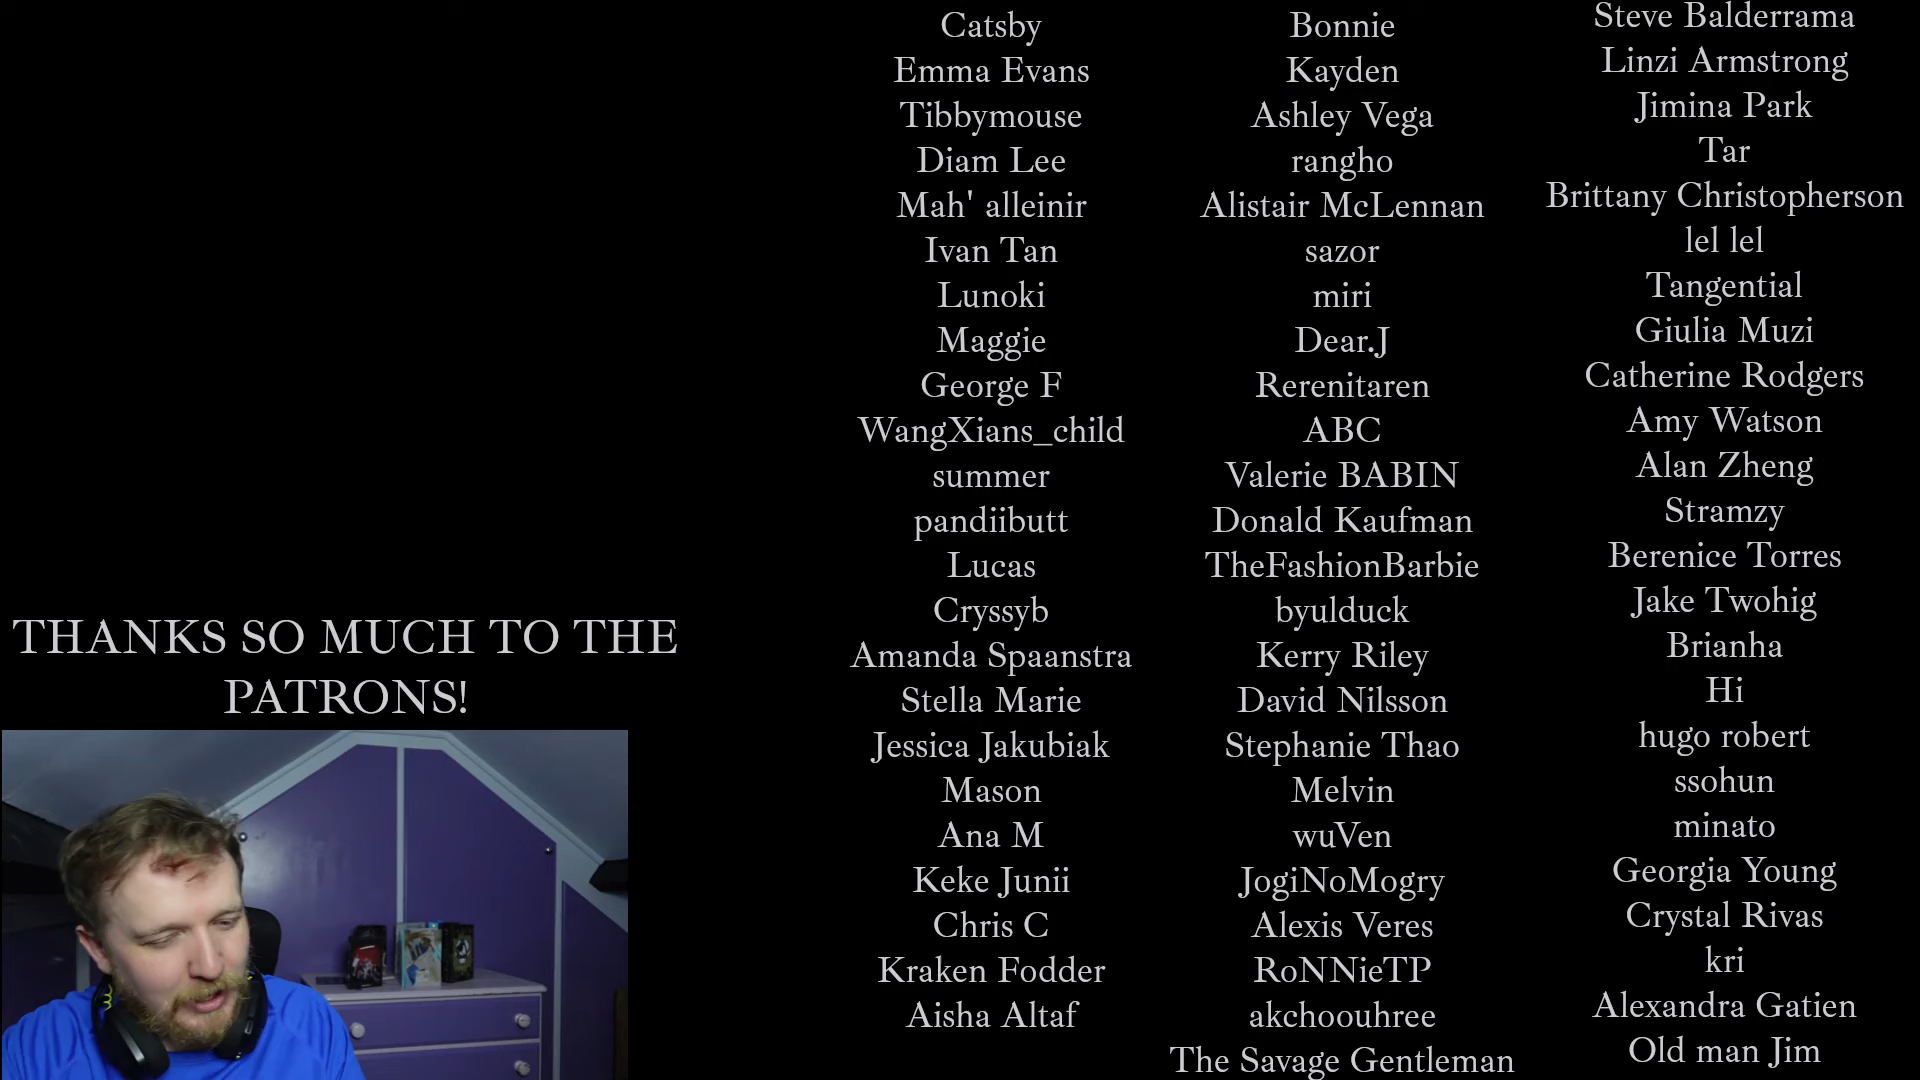 THANKS SO MUCH TO THE
PATRONS!
Catsby
Emma Evans
Tibbymouse
Diam Lee
Mah' alleinir
Ivan Tan
Lunoki
Maggie
George F
WangXians_child
summer
pandiibutt
Lucas
Cryssyb
Amanda Spaanstra
Stella Marie
Jessica Jakubiak
Mason
Ana M
Keke Junii
Chris C
Kraken Fodder
Aisha Altaf
Bonnie
Kayden
Ashley Vega
rangho
Alistair McLennan
sazor
miri
Dear.J
Rerenitaren
ABC
Valerie BABIN
Donald Kaufman
TheFashionBarbie
byulduck
Kerry Riley
David Nilsson
Stephanie Thao
Melvin
wuVen
JogiNoMogry
Alexis Veres
RoNNieTP
akchoouhree
The Savage Gentleman
Steve Balderrama
Linzi Armstrong
Jimina Park
Tar
Brittany Christopherson
lel lel
Tangential
Giulia Muzi
Catherine Rodgers
Amy Watson
Alan Zheng
Stramzy
Berenice Torres
Jake Twohig
Brianha
Hi
hugo robert
ssohun
minato
Georgia Young
Crystal Rivas
kri
Alexandra Gatien
Old man Jim